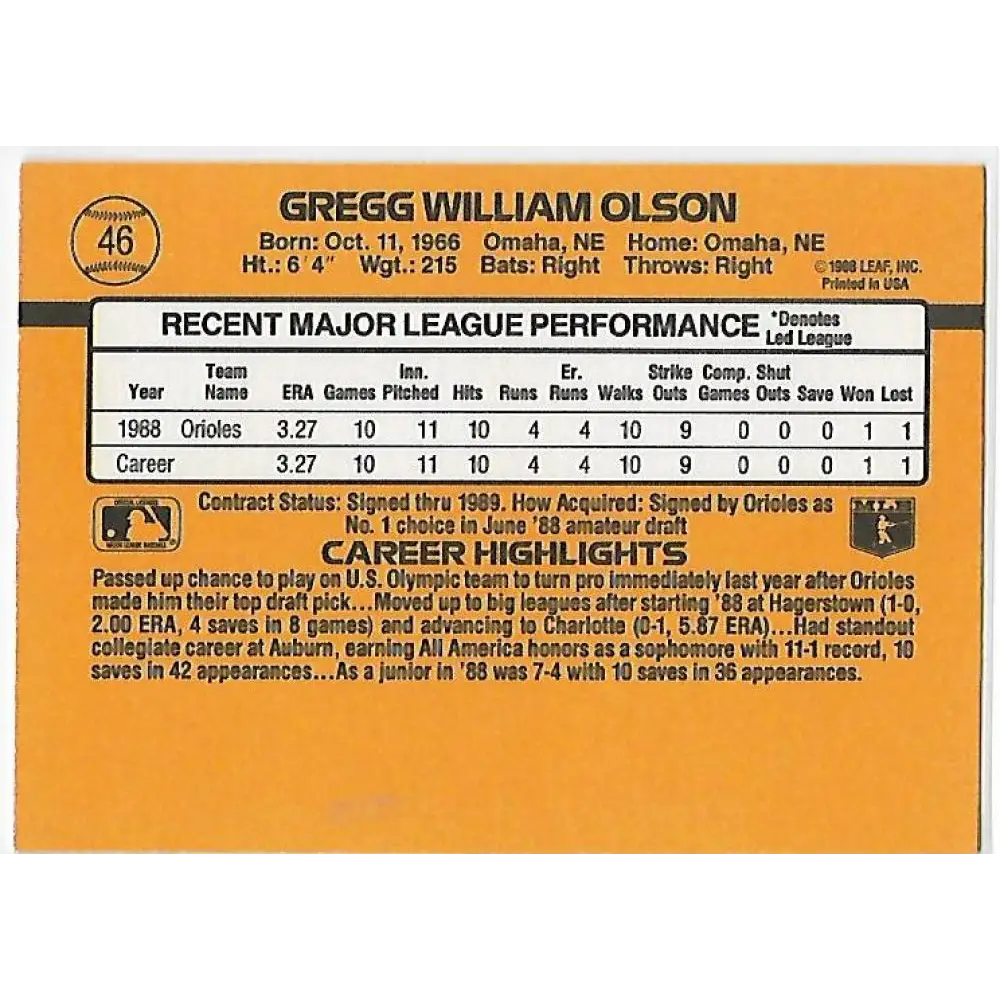 46
GREGG WILLIAM OLSON
Born: Oct. 11, 1966 Omaha, NE Home: Omaha, NE
Ht.: 6'4" Wgt.: 215 Bats: Right Throws: Right
©1988 LEAF, INC.
Printed in USA
RECENT MAJOR LEAGUE PERFORMANCE *Denotes Led League
Year Team Name ERA Games Inn. Pitched Hits Runs Er. Runs Walks Strike Outs Comp. Games Shut Outs Save Won Lost
1988 Orioles 3.27 10 11 10 4 4 10 9 0 0 0 1 1
Career 3.27 10 11 10 4 4 10 9 0 0 0 1 1
Contract Status: Signed thru 1989. How Acquired: Signed by Orioles as
No. 1 choice in June '88 amateur draft
CAREER HIGHLIGHTS
Passed up chance to play on U.S. Olympic team to turn pro immediately last year after Orioles
made him their top draft pick...Moved up to big leagues after starting '88 at Hagerstown (1-0,
2.00 ERA, 4 saves in 8 games) and advancing to Charlotte (0-1, 5.87 ERA)...Had standout
collegiate career at Auburn, earning All America honors as a sophomore with 11-1 record, 10
saves in 42 appearances...As a junior in '88 was 7-4 with 10 saves in 36 appearances.